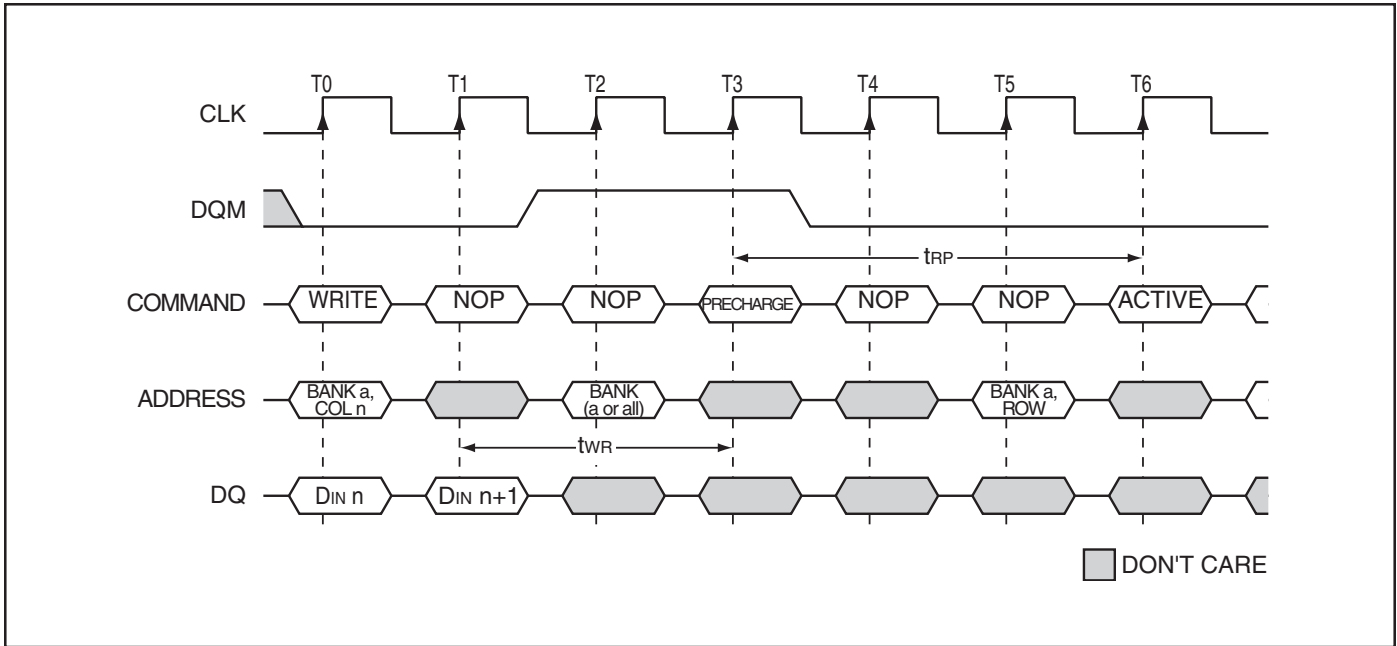 T0 T1 T2 T3 T4 T5 T6
CLK
DQM
tRP
COMMAND WRITE NOP NOP PRECHARGE NOP NOP ACTIVE
ADDRESS BANK a, COL n BANK (a or all) BANK a, ROW
tWR
DQ DIN n DIN n+1
DON'T CARE